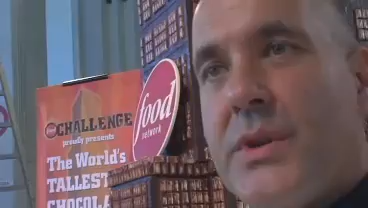 CHALLENGE
proudly presents
The World's
TALLEST
CHOCOLA
food
network